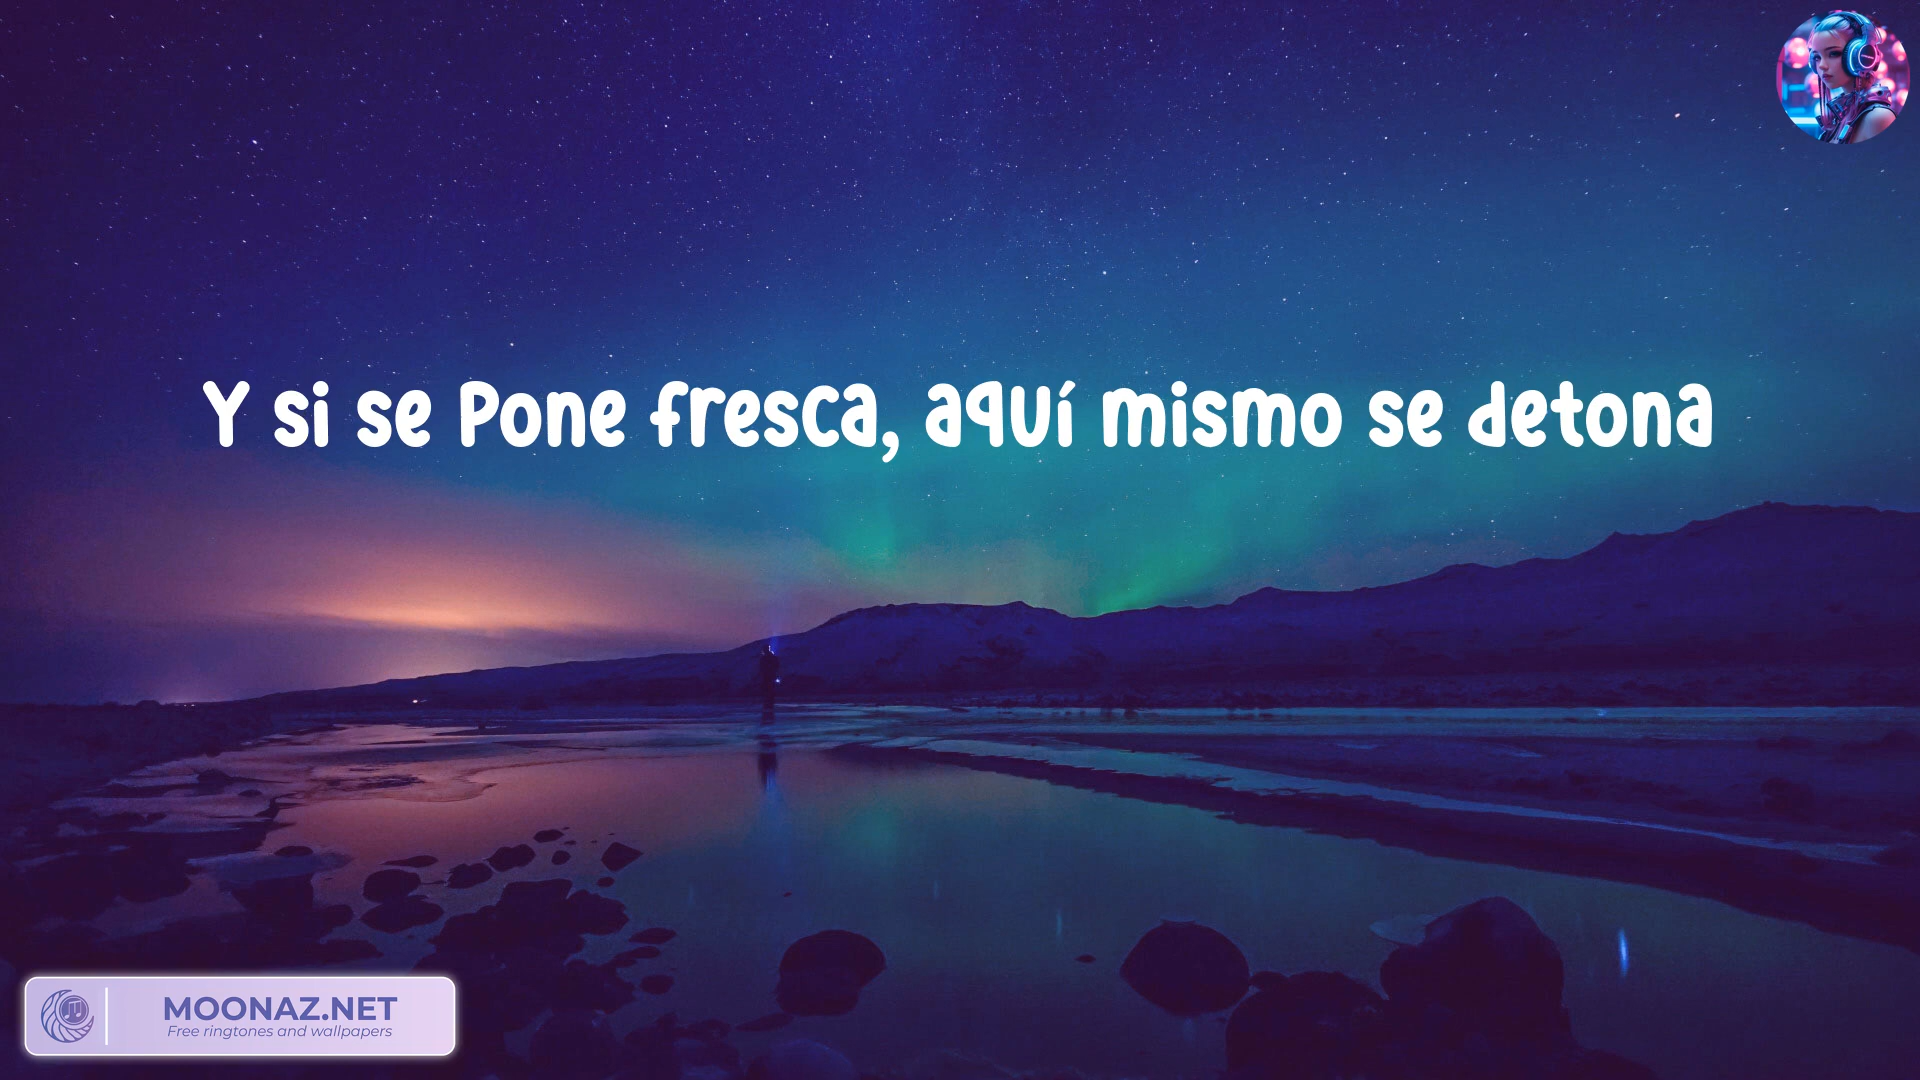 Y si se Pone fresca, aquí mismo se detona
MOONAZ.NET
Free ringtones and wallpapers